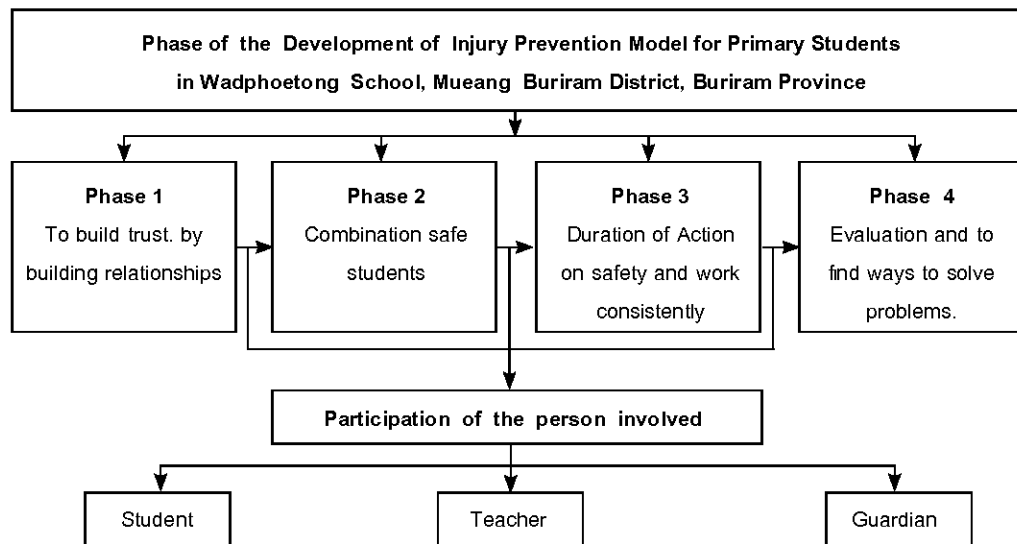 Phase of the Development of Injury Prevention Model for Primary Students
in Wadphoetong School, Mueang Buriram District, Buriram Province
Phase 1
To build trust. by
building relationships
Phase 2
Combination safe
students
Phase 3
Duration of Action
on safety and work
consistently
Phase 4
Evaluation and to
find ways to solve
problems.
Participation of the person involved
Student
Teacher
Guardian